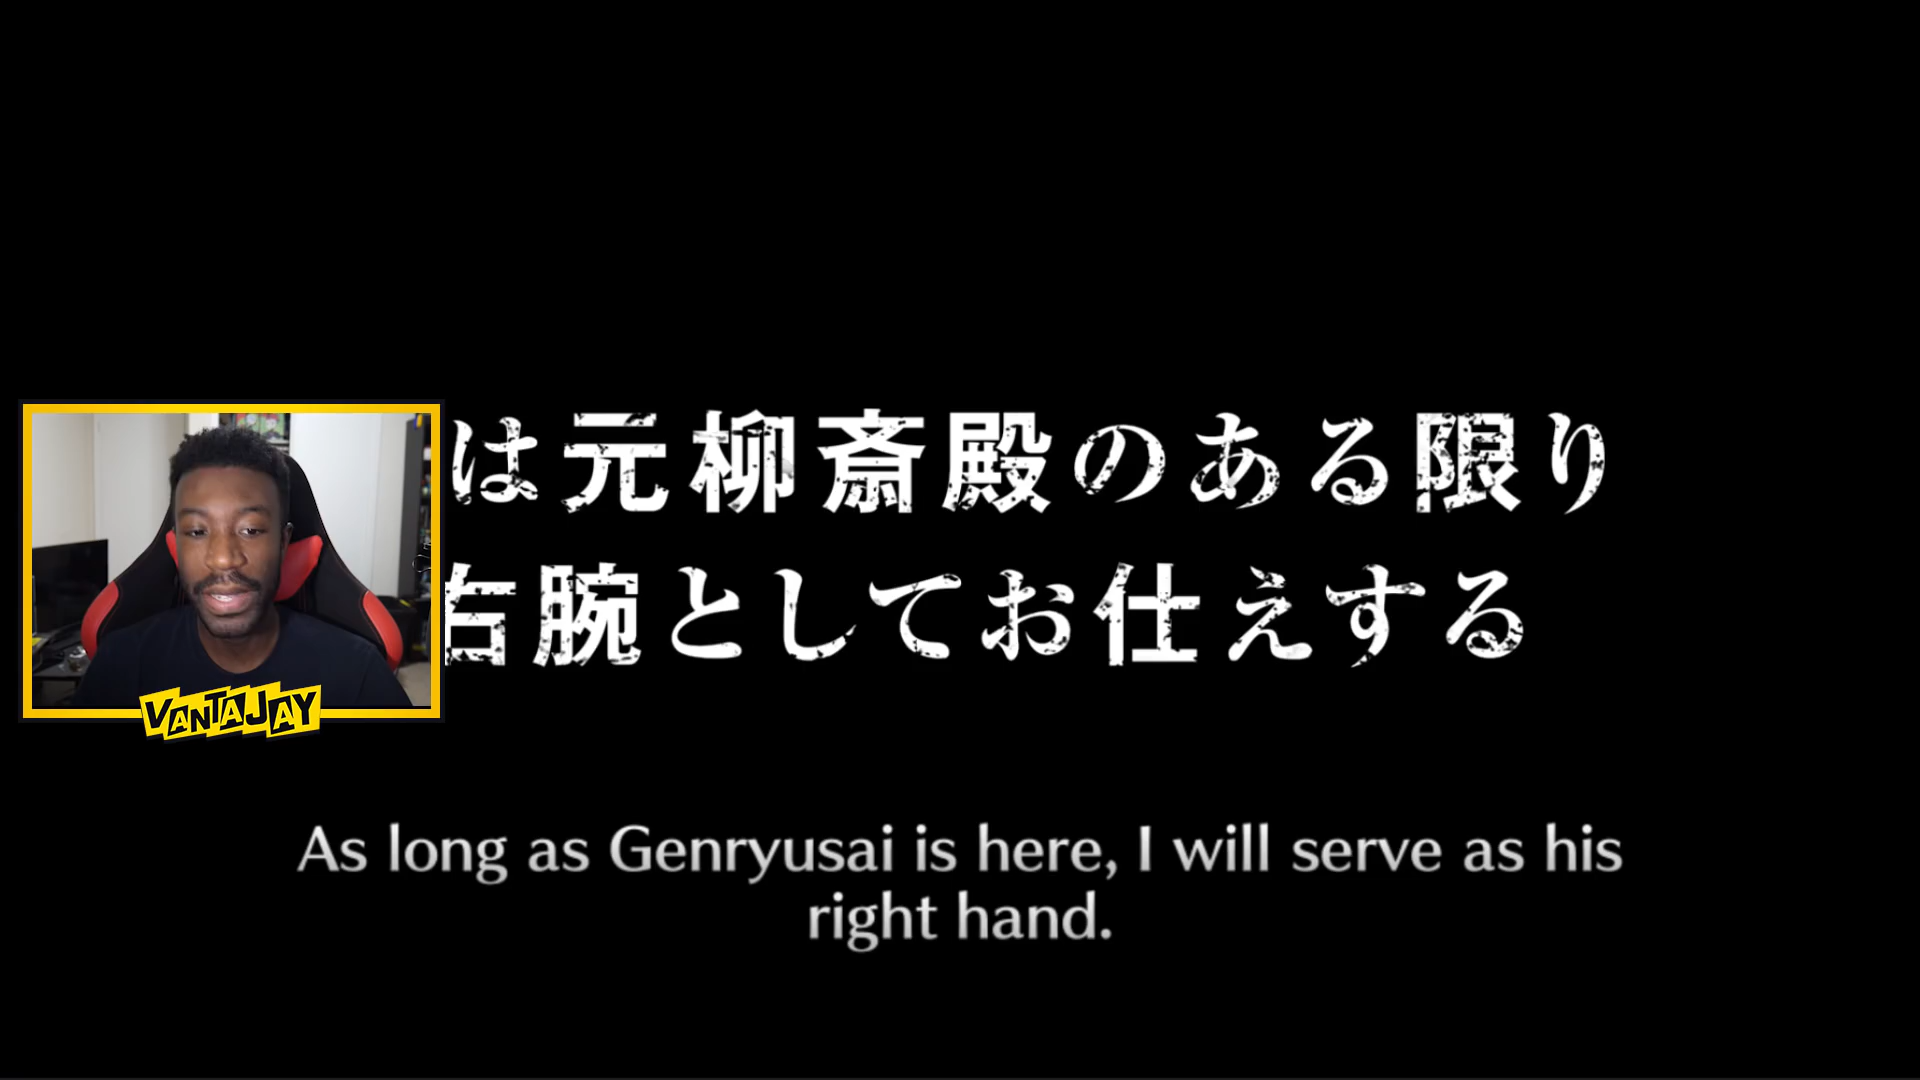 は元柳斎殿のある限り
右腕としてお仕えする
VANTAJAY
As long as Genryusai is here, I will serve as his
right hand.